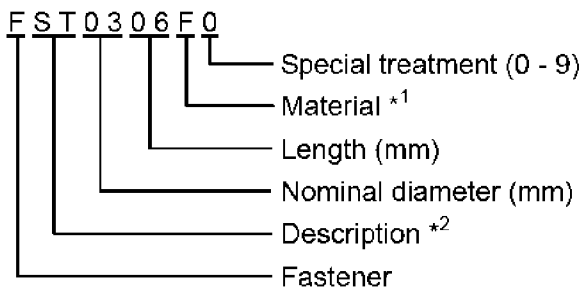 F S T 0 3 0 6 F 0
Special treatment (0 - 9)
Material *1
Length (mm)
Nominal diameter (mm)
Description *2
Fastener